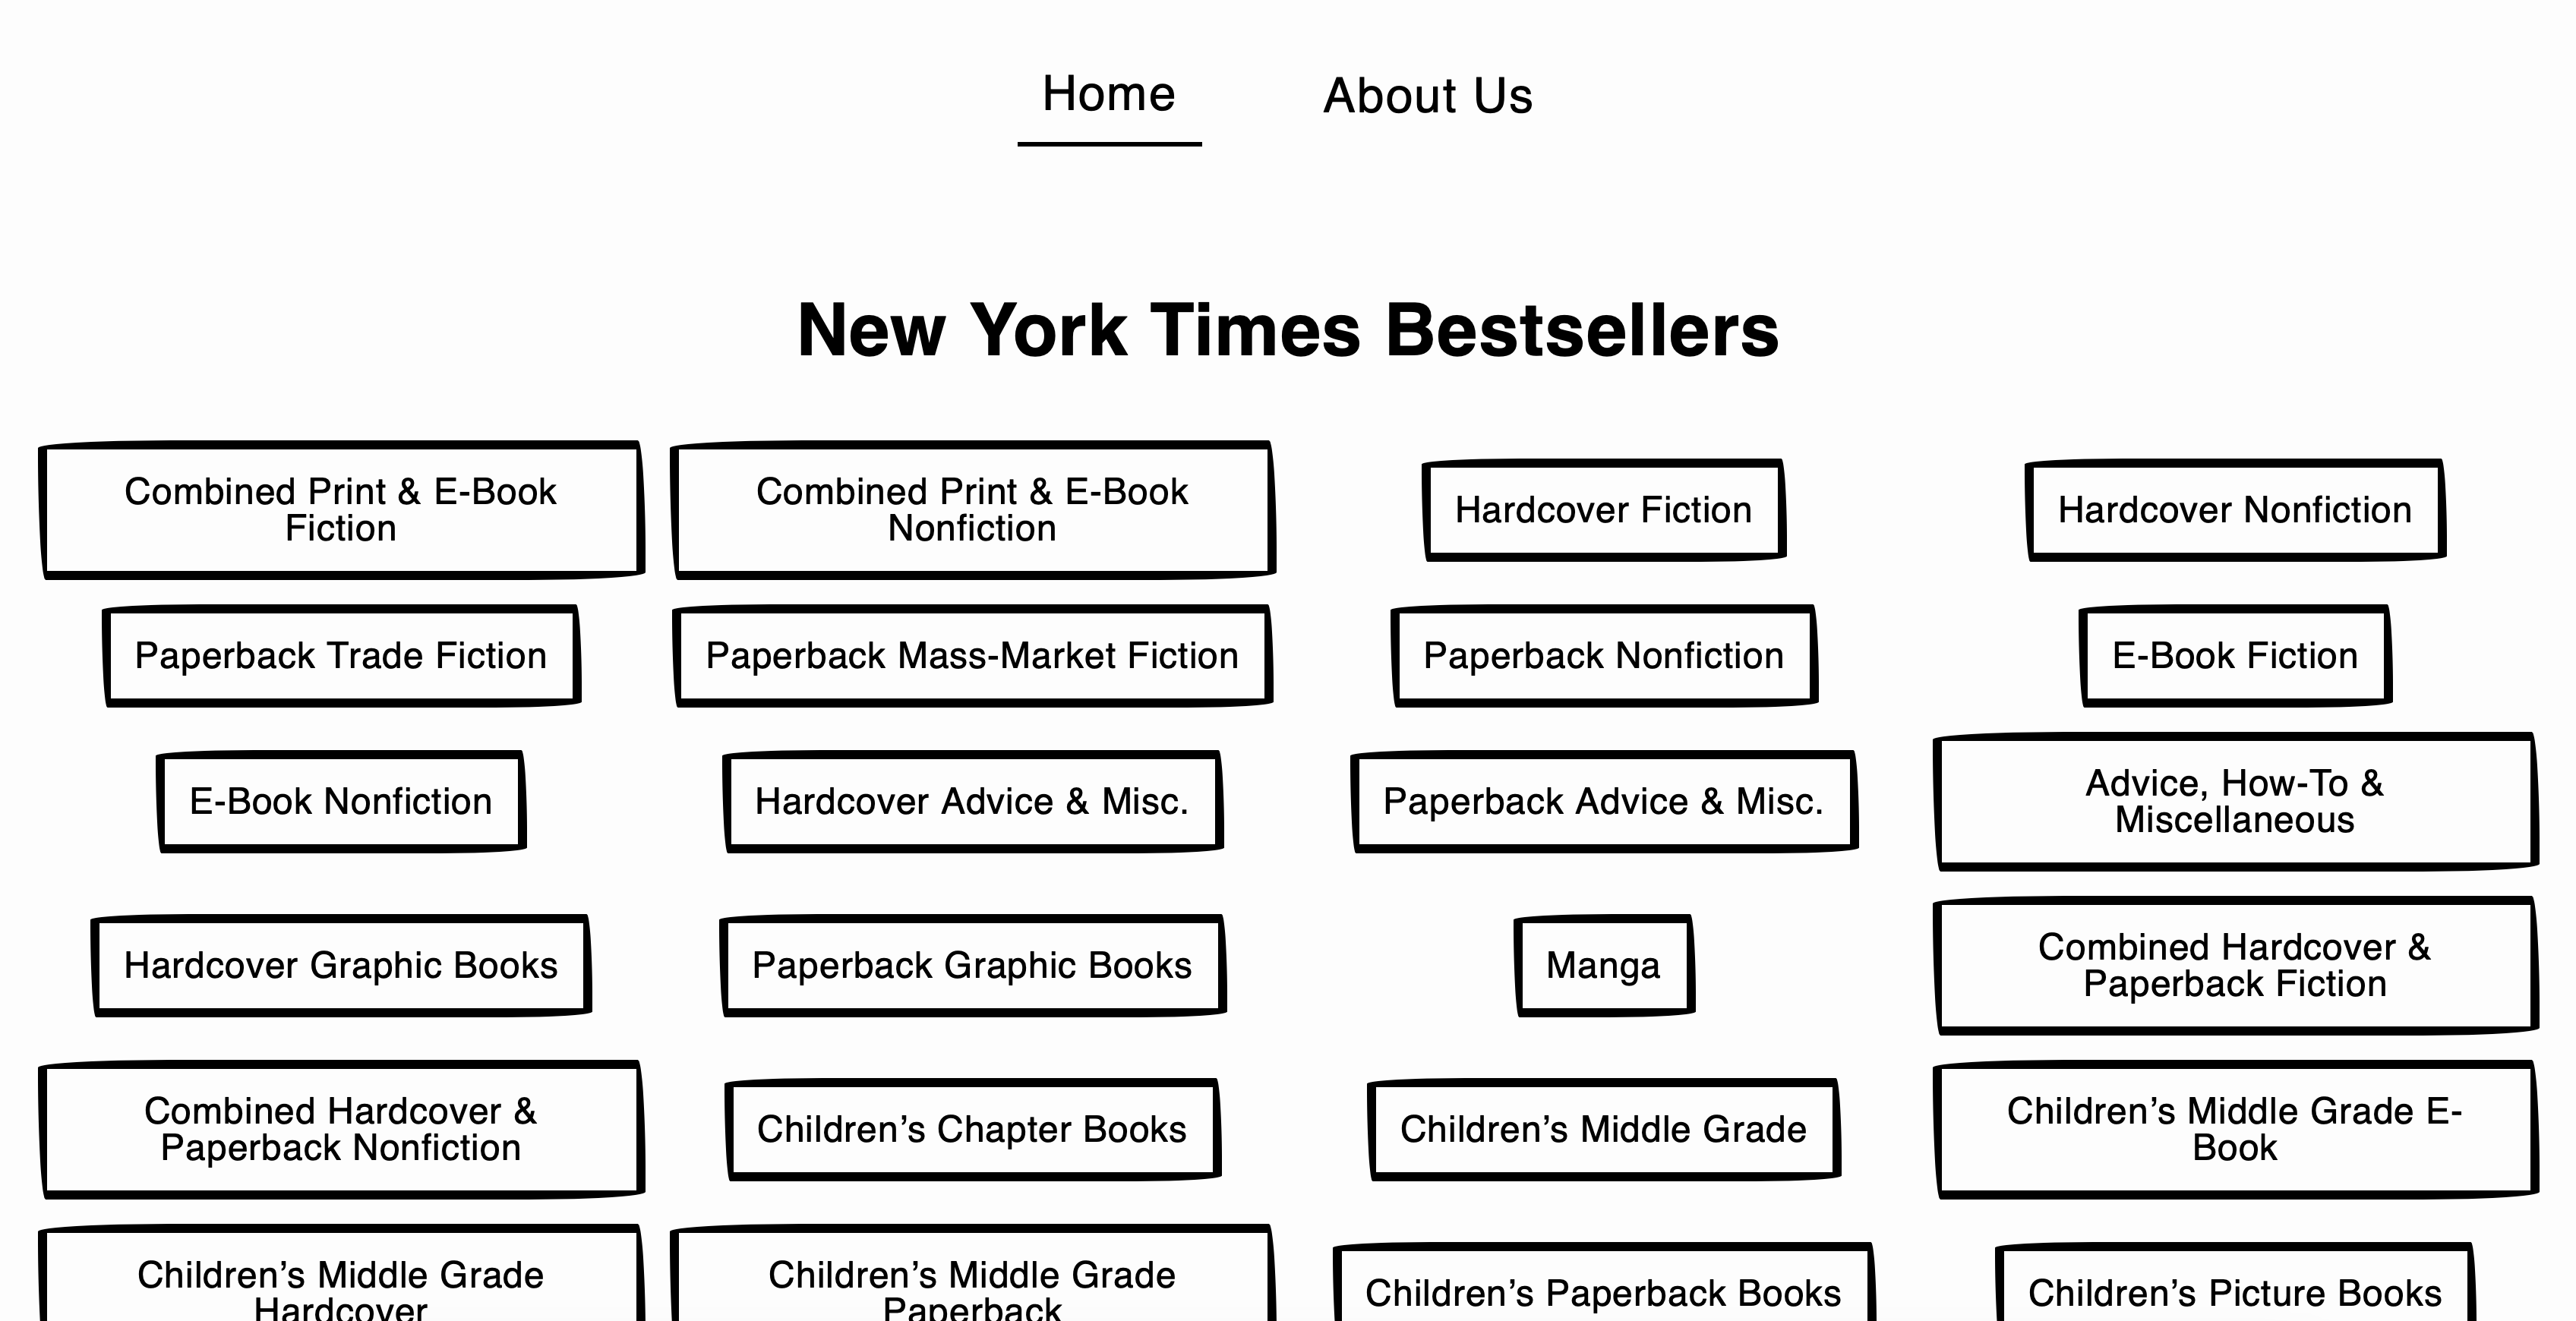 Home
About Us
New York Times Bestsellers
Combined Print & E-Book
Fiction
Combined Print & E-Book
Nonfiction
Hardcover Fiction
Hardcover Nonfiction
Paperback Trade Fiction
Paperback Mass-Market Fiction
Paperback Nonfiction
E-Book Fiction
E-Book Nonfiction
Hardcover Advice & Misc.
Paperback Advice & Misc.
Advice, How-To &
Miscellaneous
Hardcover Graphic Books
Paperback Graphic Books
Manga
Combined Hardcover &
Paperback Fiction
Combined Hardcover &
Paperback Nonfiction
Children’s Chapter Books
Children’s Middle Grade
Children’s Middle Grade E-
Book
Children’s Middle Grade
Hardcover
Children’s Middle Grade
Paperback
Children’s Paperback Books
Children’s Picture Books